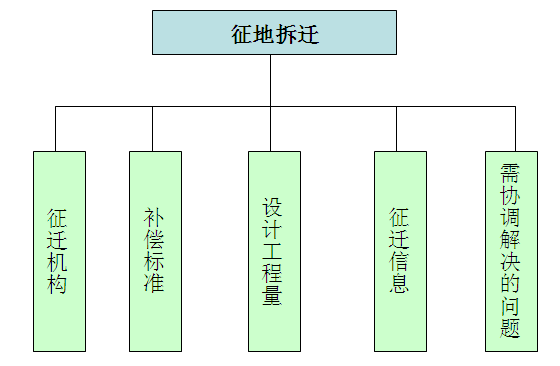 征地拆迁
征迁机构
补偿标准
设计工程量
征迁信息
需协调解决的问题